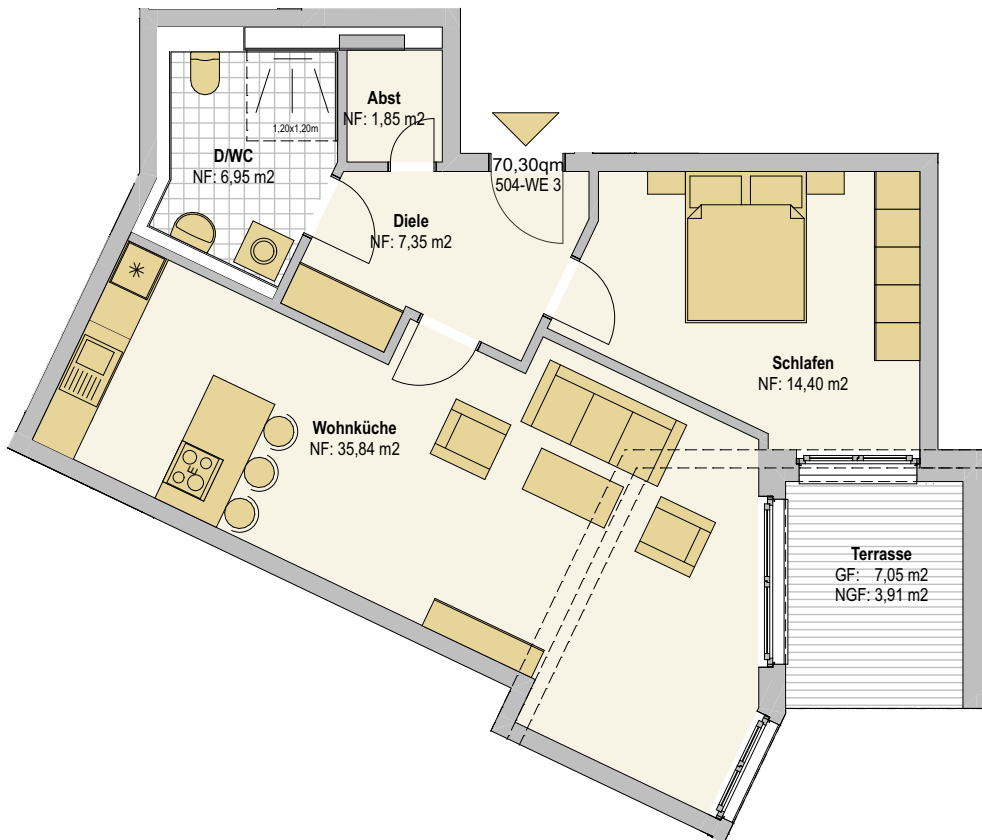 Abst
NF: 1,85 m2
1,20x1,20m
D/WC
NF: 6,95 m2
70,30qm
504-WE 3
Diele
NF: 7,35 m2
Schlafen
NF: 14,40 m2
Wohnküche
NF: 35,84 m2
Terrasse
GF: 7,05 m2
NGF: 3,91 m2